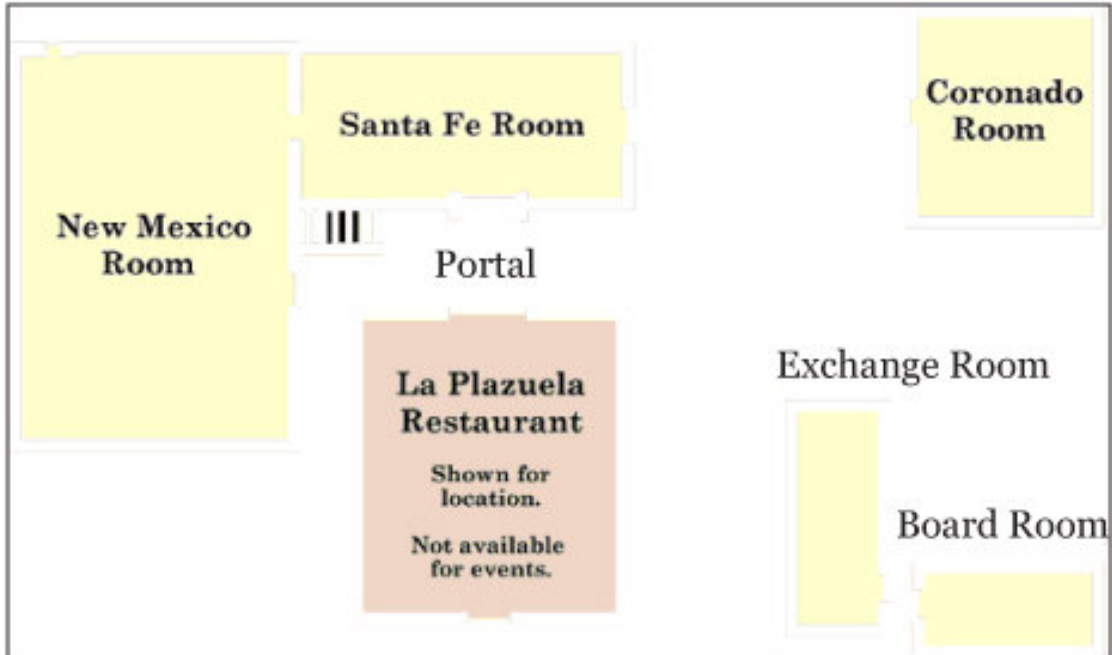 Santa Fe Room
Coronado
Room
New Mexico
Room
Portal
La Plazuela
Restaurant
Shown for
location.
Not available
for events.
Exchange Room
Board Room